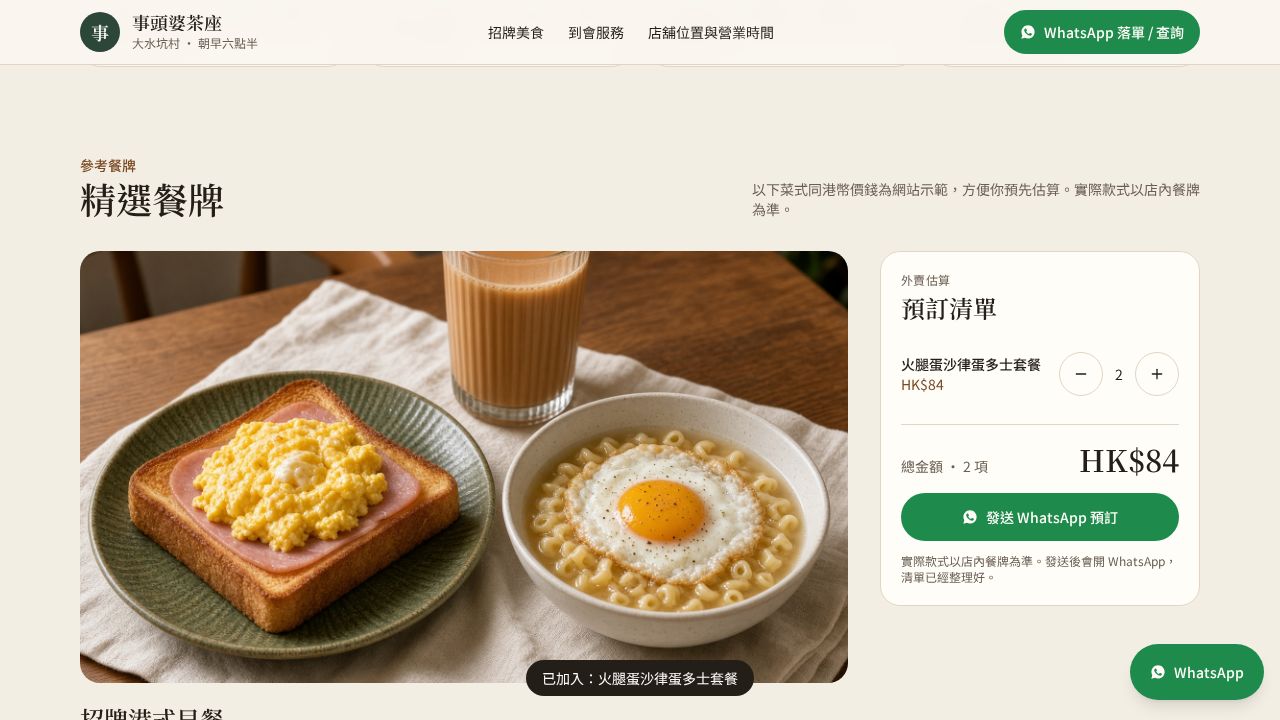 事
事頭婆茶座
大水坑村 · 朝早六點半
招牌美食
到會服務
店舖位置與營業時間
WhatsApp 落單 / 查詢
參考餐牌
精選餐牌
以下菜式同港幣價錢為網站示範，方便你預先估算。實際款式以店內餐牌
為準。
外賣估算
預訂清單
火腿蛋沙律蛋多士套餐
HK$84
− 2 +
總金額 · 2 項
HK$84
發送 WhatsApp 預訂
實際款式以店內餐牌為準。發送後會開 WhatsApp，
清單已經整理好。
已加入：火腿蛋沙律蛋多士套餐
WhatsApp
招牌港式早餐